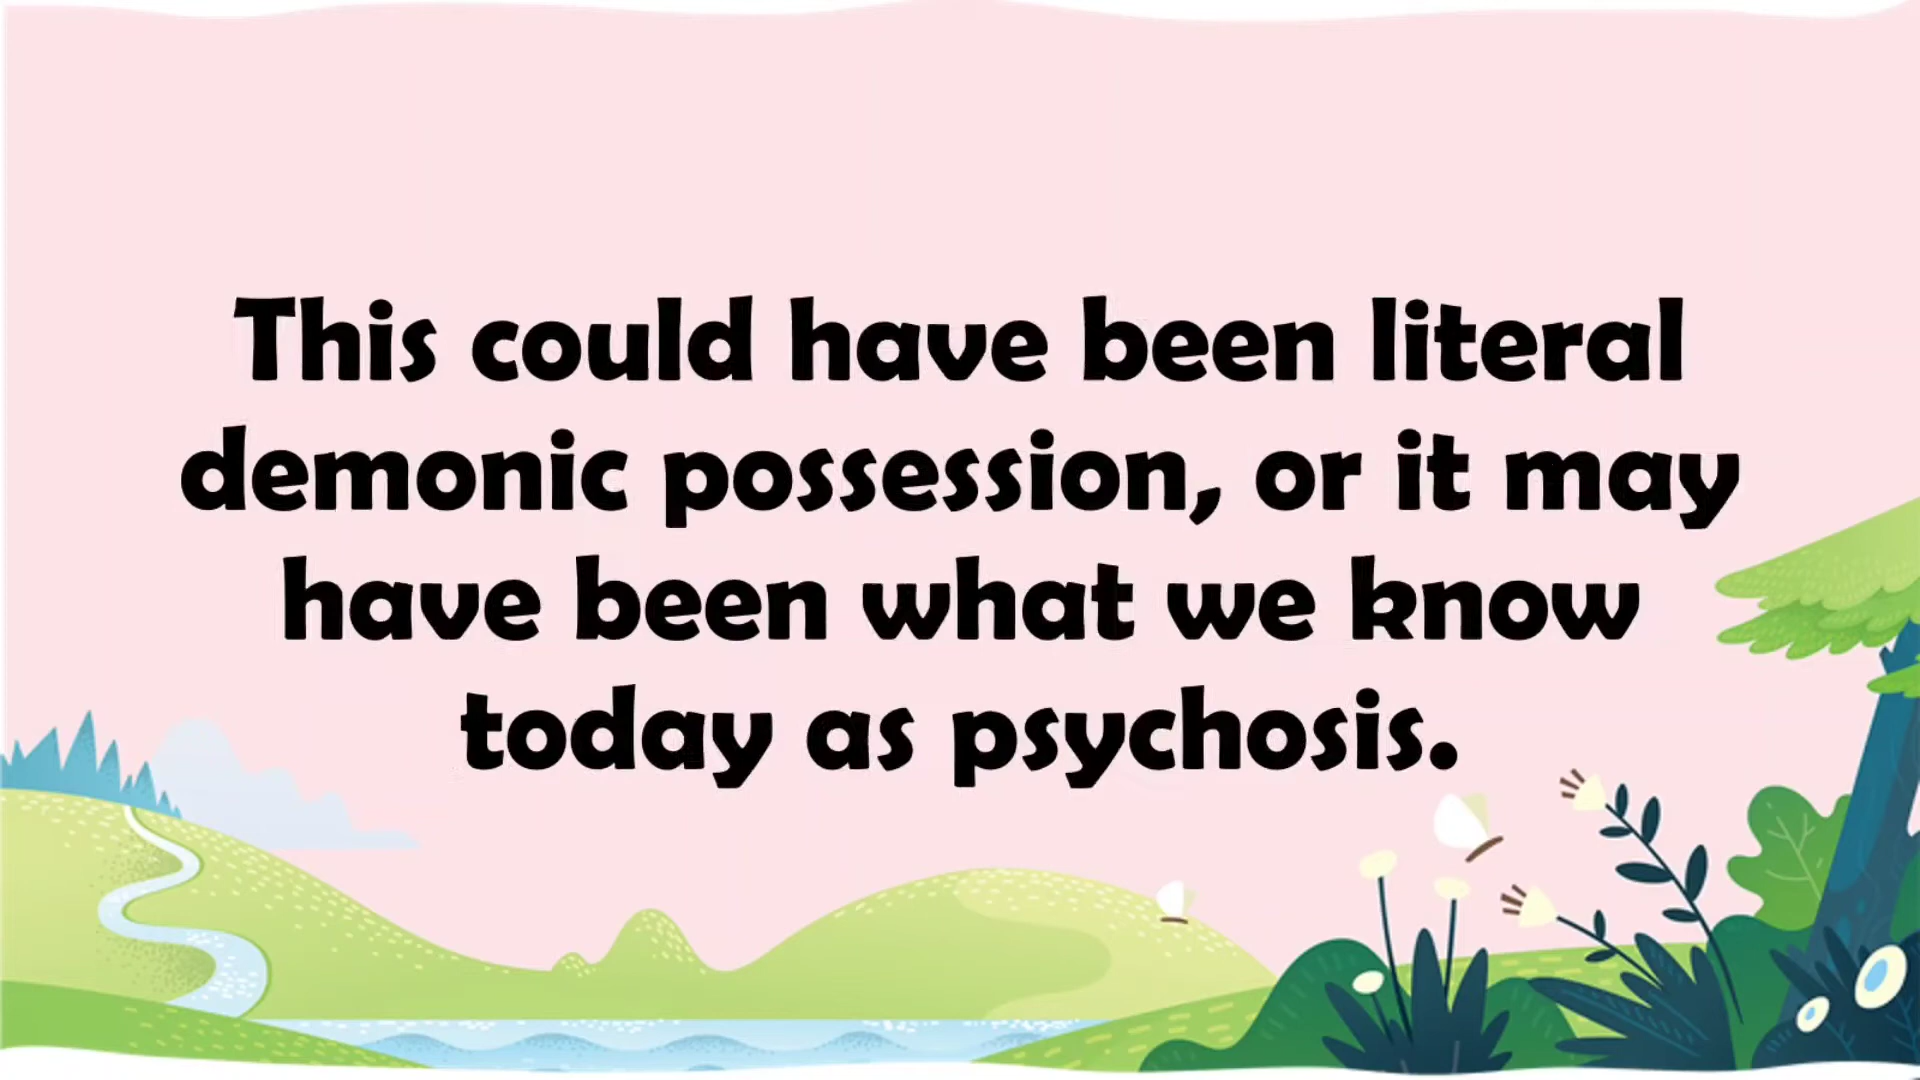 This could have been literal
demonic possession, or it may
have been what we know
today as psychosis.